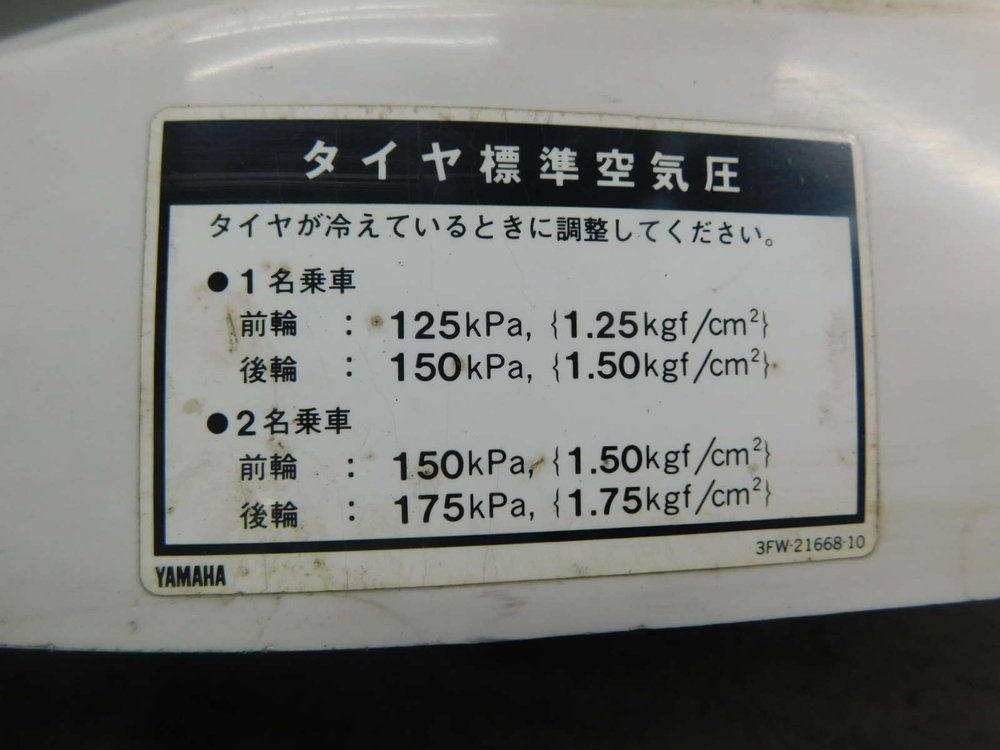 タイヤ標準空気圧
タイヤが冷えているときに調整してください。
●1名乗車
前輪 : 125kPa, {1.25kgf/cm²}
後輪 : 150kPa, {1.50kgf/cm²}
●2名乗車
前輪 : 150kPa, {1.50kgf/cm²}
後輪 : 175kPa, {1.75kgf/cm²}
3FW-21668-10
YAMAHA